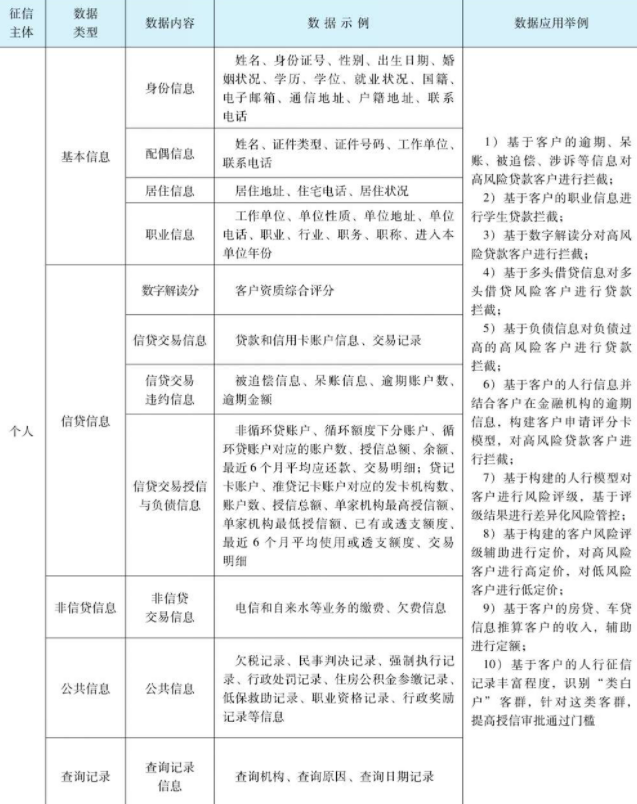 征信
主体
数据
类型
数据内容
数 据 示 例
数据应用举例
个人
基本信息
身份信息
姓名、身份证号、性别、出生日期、婚
姻状况、学历、学位、就业状况、国籍、
电子邮箱、通信地址、户籍地址、联系
电话
配偶信息
姓名、证件类型、证件号码、工作单位、
联系电话
居住信息
居住地址、住宅电话、居住状况
职业信息
工作单位、单位性质、单位地址、单位
电话、职业、行业、职务、职称、进入本
单位年份
信贷信息
数字解读分
客户资质综合评分
信贷交易信息
贷款和信用卡账户信息、交易记录
信贷交易
违约信息
被追偿信息、呆账信息、逾期账户数、
逾期金额
信贷交易授信
与负债信息
非循环贷账户、循环额度下分账户、循
环贷账户对应的账户数、授信总额、余额、
最近 6 个月平均应还款、交易明细；贷记
卡账户、准贷记卡账户对应的发卡机构数、
账户数、授信总额、单家机构最高授信额、
单家机构最低授信额、已有或透支额度、
最近 6 个月平均使用或透支额度、交易
明细
非信贷信息
非信贷
交易信息
电信和自来水等业务的缴费、欠费信息
公共信息
公共信息
欠税记录、民事判决记录、强制执行记
录、行政处罚记录、住房公积金参缴记录、
低保救助记录、职业资格记录、行政奖励
记录等信息
查询记录
查询记录
信息
查询机构、查询原因、查询日期记录
1）基于客户的逾期、呆
账、被追偿、涉诉等信息对
高风险贷款客户进行拦截；
2）基于客户的职业信息进
行学生贷款拦截；
3）基于数字解读分对高风
险贷款客户进行拦截；
4）基于多头借贷信息对多
头借贷风险客户进行贷款
拦截；
5）基于负债信息对负债过
高的高风险客户进行贷款
拦截；
6）基于客户的人行信息并
结合客户在金融机构的逾期
信息，构建客户申请评分卡
模型，对高风险贷款客户进
行拦截；
7）基于构建的人行模型对
客户进行风险评级，基于评
级结果进行差异化风险管控；
8）基于构建的客户风险评
级辅助进行定价，对高风险
客户进行高定价，对低风险
客户进行低定价；
9）基于客户的房贷、车贷
信息推算客户的收入，辅助
进行定额；
10）基于客户的人行征信
记录丰富程度，识别“类白
户”客群，针对这类客群，
提高授信审批通过门槛